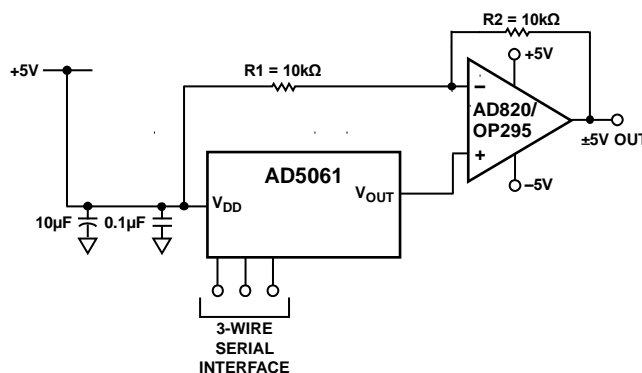 R2 = 10kΩ
+5V
R1 = 10kΩ
+5V
−
AD820/
OP295
+
±5V OUT
–5V
AD5061
V_DD
V_OUT
10µF
0.1µF
3-WIRE
SERIAL
INTERFACE